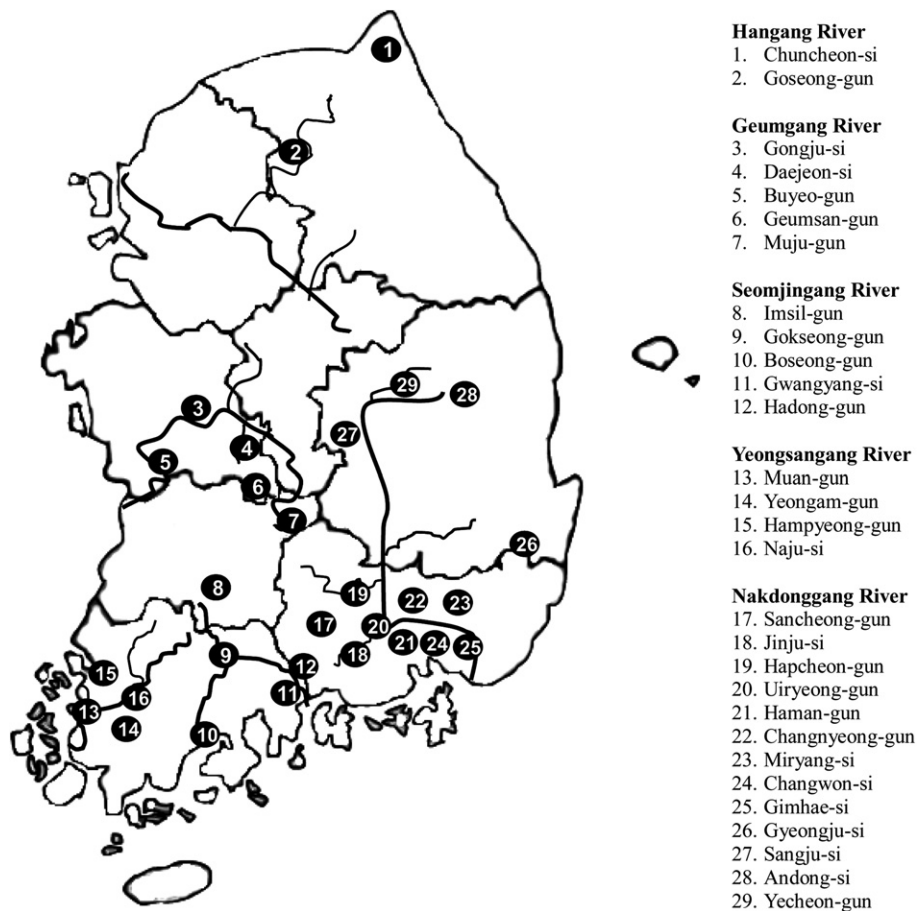 1
2
3
4
5
6
7
8
9
10
11
12
13
14
15
16
17
18
19
20
21
22
23
24
25
26
27
28
29
Hangang River
1. Chuncheon-si
2. Goseong-gun
Geumgang River
3. Gongju-si
4. Daejeon-si
5. Buyeo-gun
6. Geumsan-gun
7. Muju-gun
Seomjingang River
8. Imsil-gun
9. Gokseong-gun
10. Boseong-gun
11. Gwangyang-si
12. Hadong-gun
Yeongsangang River
13. Muan-gun
14. Yeongam-gun
15. Hampyeong-gun
16. Naju-si
Nakdonggang River
17. Sancheong-gun
18. Jinju-si
19. Hapcheon-gun
20. Uiryeong-gun
21. Haman-gun
22. Changnyeong-gun
23. Miryang-si
24. Changwon-si
25. Gimhae-si
26. Gyeongju-si
27. Sangju-si
28. Andong-si
29. Yecheon-gun